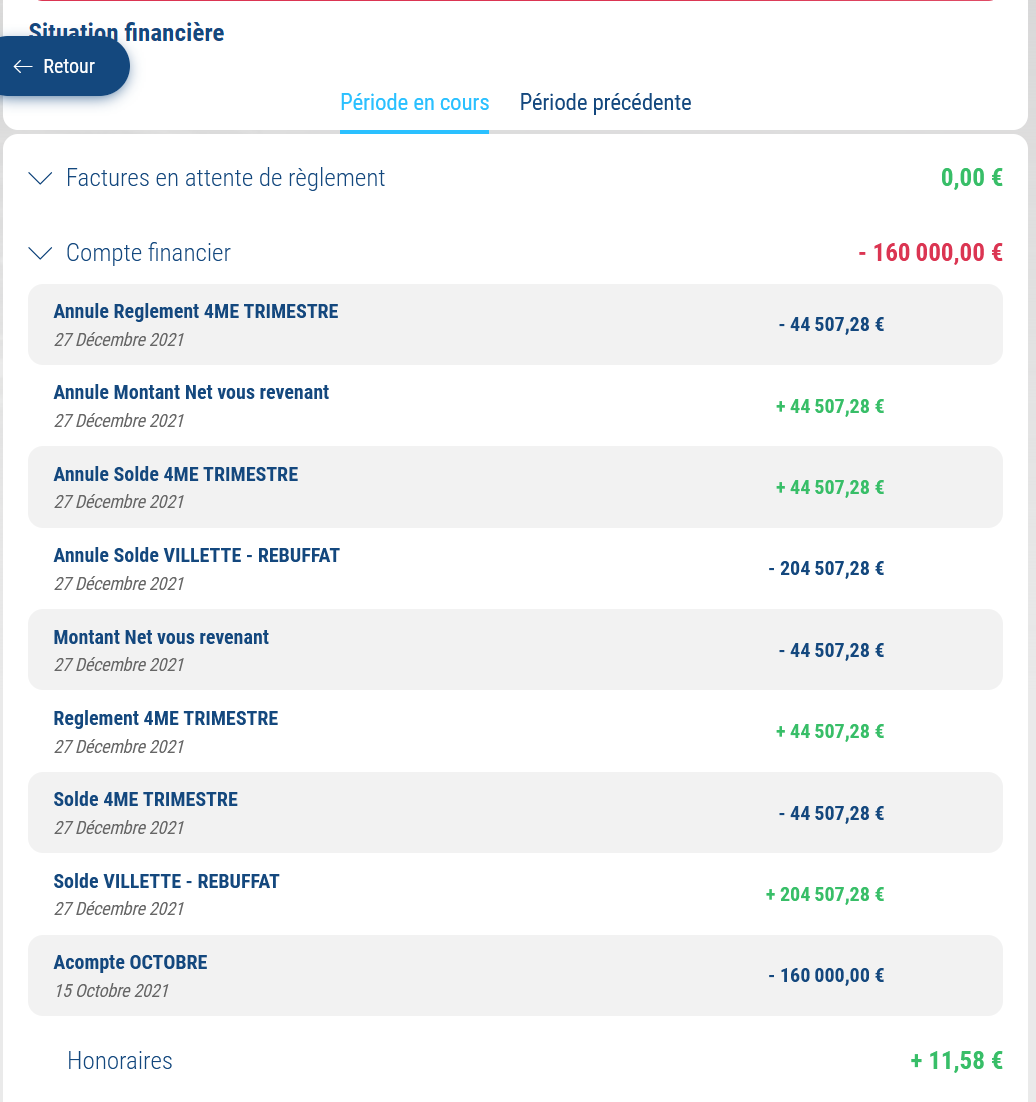 Situation financière
← Retour
Période en cours
Période précédente
Factures en attente de règlement
0,00 €
Compte financier
- 160 000,00 €
Annule Reglement 4ME TRIMESTRE
27 Décembre 2021
- 44 507,28 €
Annule Montant Net vous revenant
27 Décembre 2021
+ 44 507,28 €
Annule Solde 4ME TRIMESTRE
27 Décembre 2021
+ 44 507,28 €
Annule Solde VILLETTE - REBUFFAT
27 Décembre 2021
- 204 507,28 €
Montant Net vous revenant
27 Décembre 2021
- 44 507,28 €
Reglement 4ME TRIMESTRE
27 Décembre 2021
+ 44 507,28 €
Solde 4ME TRIMESTRE
27 Décembre 2021
- 44 507,28 €
Solde VILLETTE - REBUFFAT
27 Décembre 2021
+ 204 507,28 €
Acompte OCTOBRE
15 Octobre 2021
- 160 000,00 €
Honoraires
+ 11,58 €